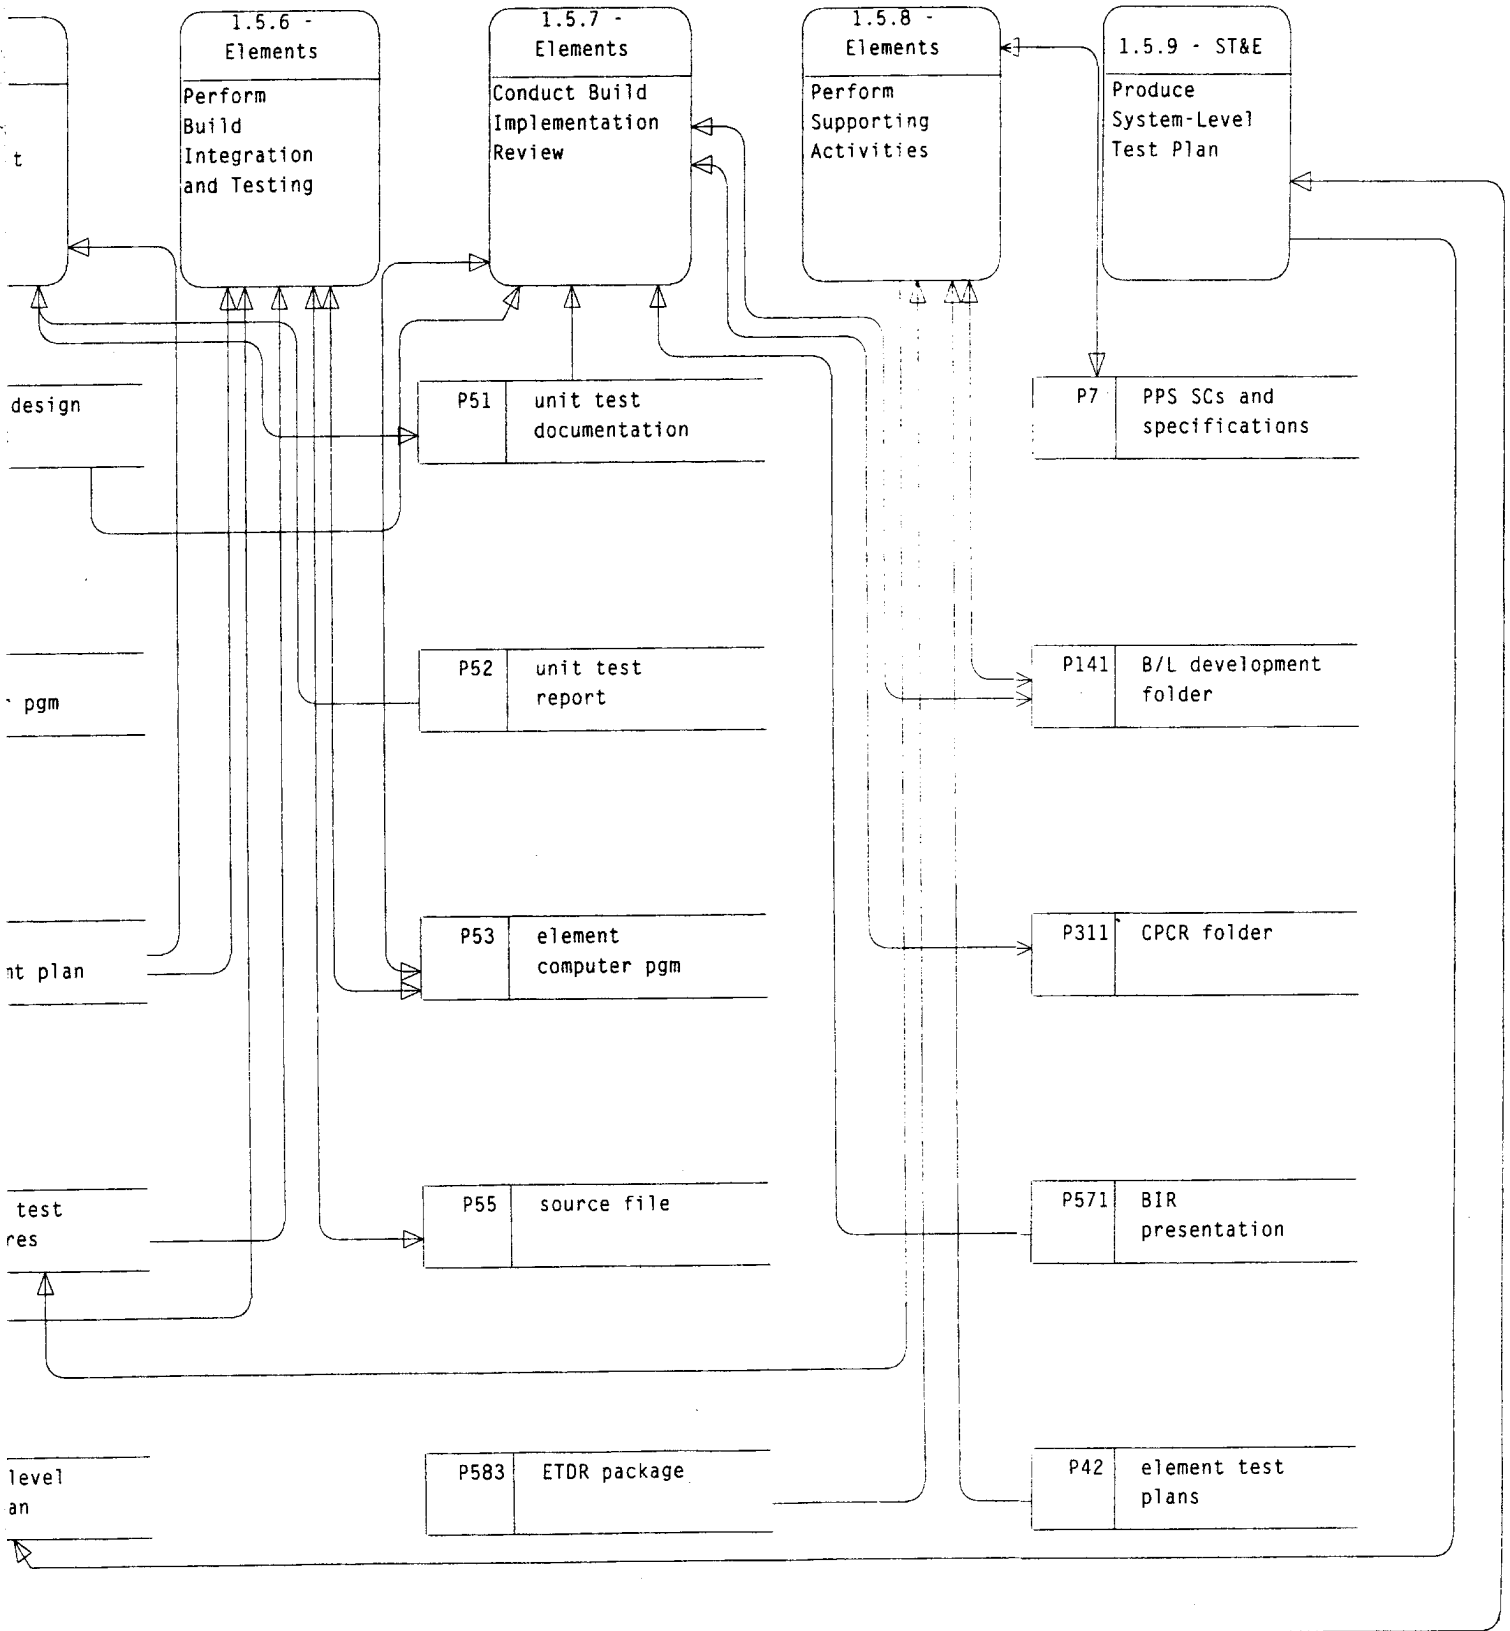 1.5.6 -
Elements
Perform
Build
Integration
and Testing
1.5.7 -
Elements
Conduct Build
Implementation
Review
1.5.8 -
Elements
Perform
Supporting
Activities
1.5.9 - ST&E
Produce
System-Level
Test Plan
t
design
P51
unit test
documentation
P7
PPS SCs and
specifications
pgm
P52
unit test
report
P141
B/L development
folder
nt plan
P53
element
computer pgm
P311
CPCR folder
test
res
P55
source file
P571
BIR
presentation
level
an
P583
ETDR package
P42
element test
plans